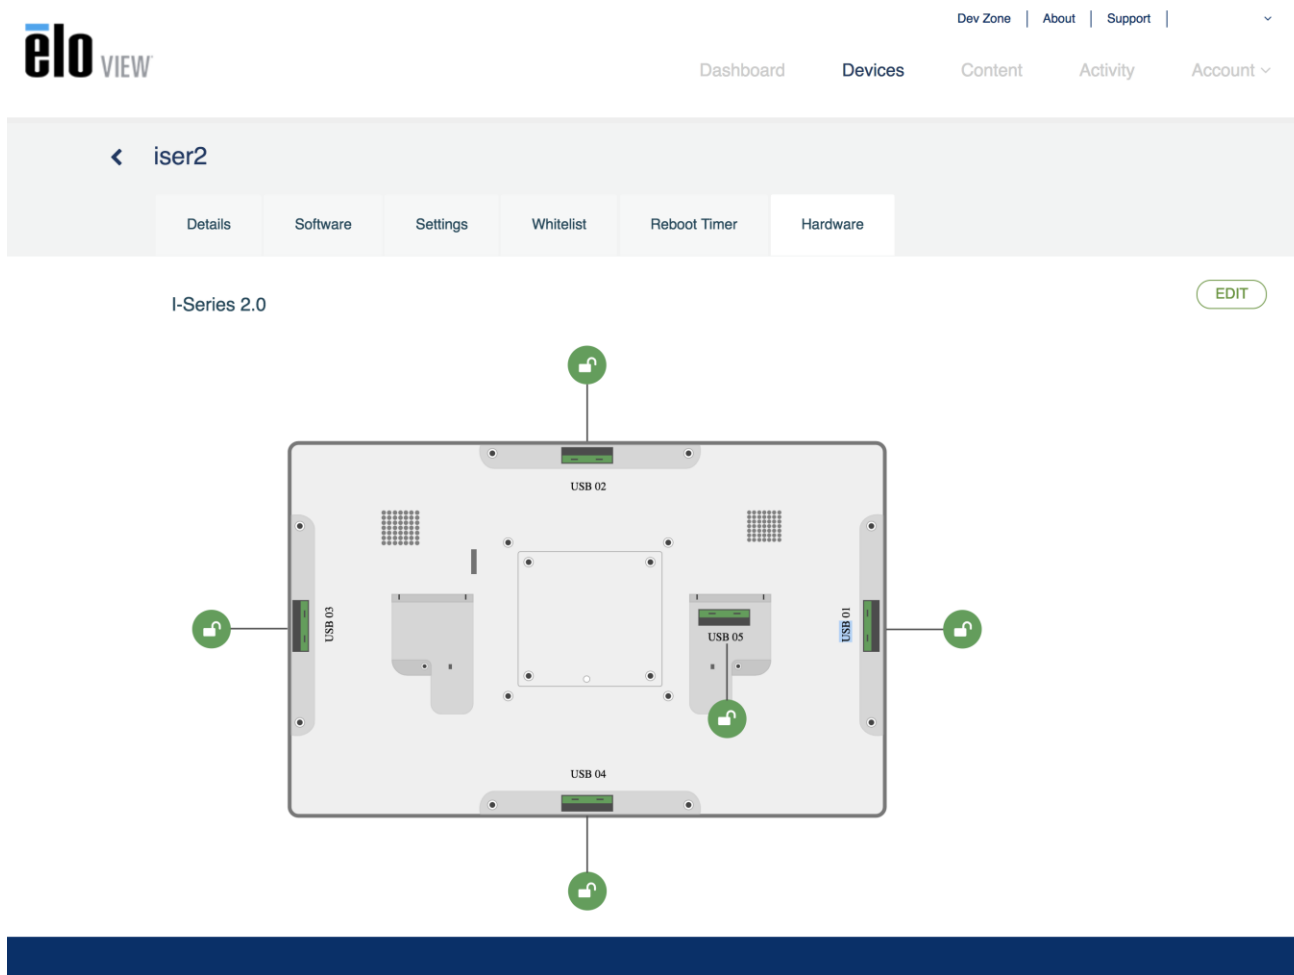 Dev Zone | About | Support |
ēlo VIEW
Dashboard Devices Content Activity Account
iser2
Details Software Settings Whitelist Reboot Timer Hardware
I-Series 2.0 EDIT
USB 02
USB 03
USB 05
USB 01
USB 04